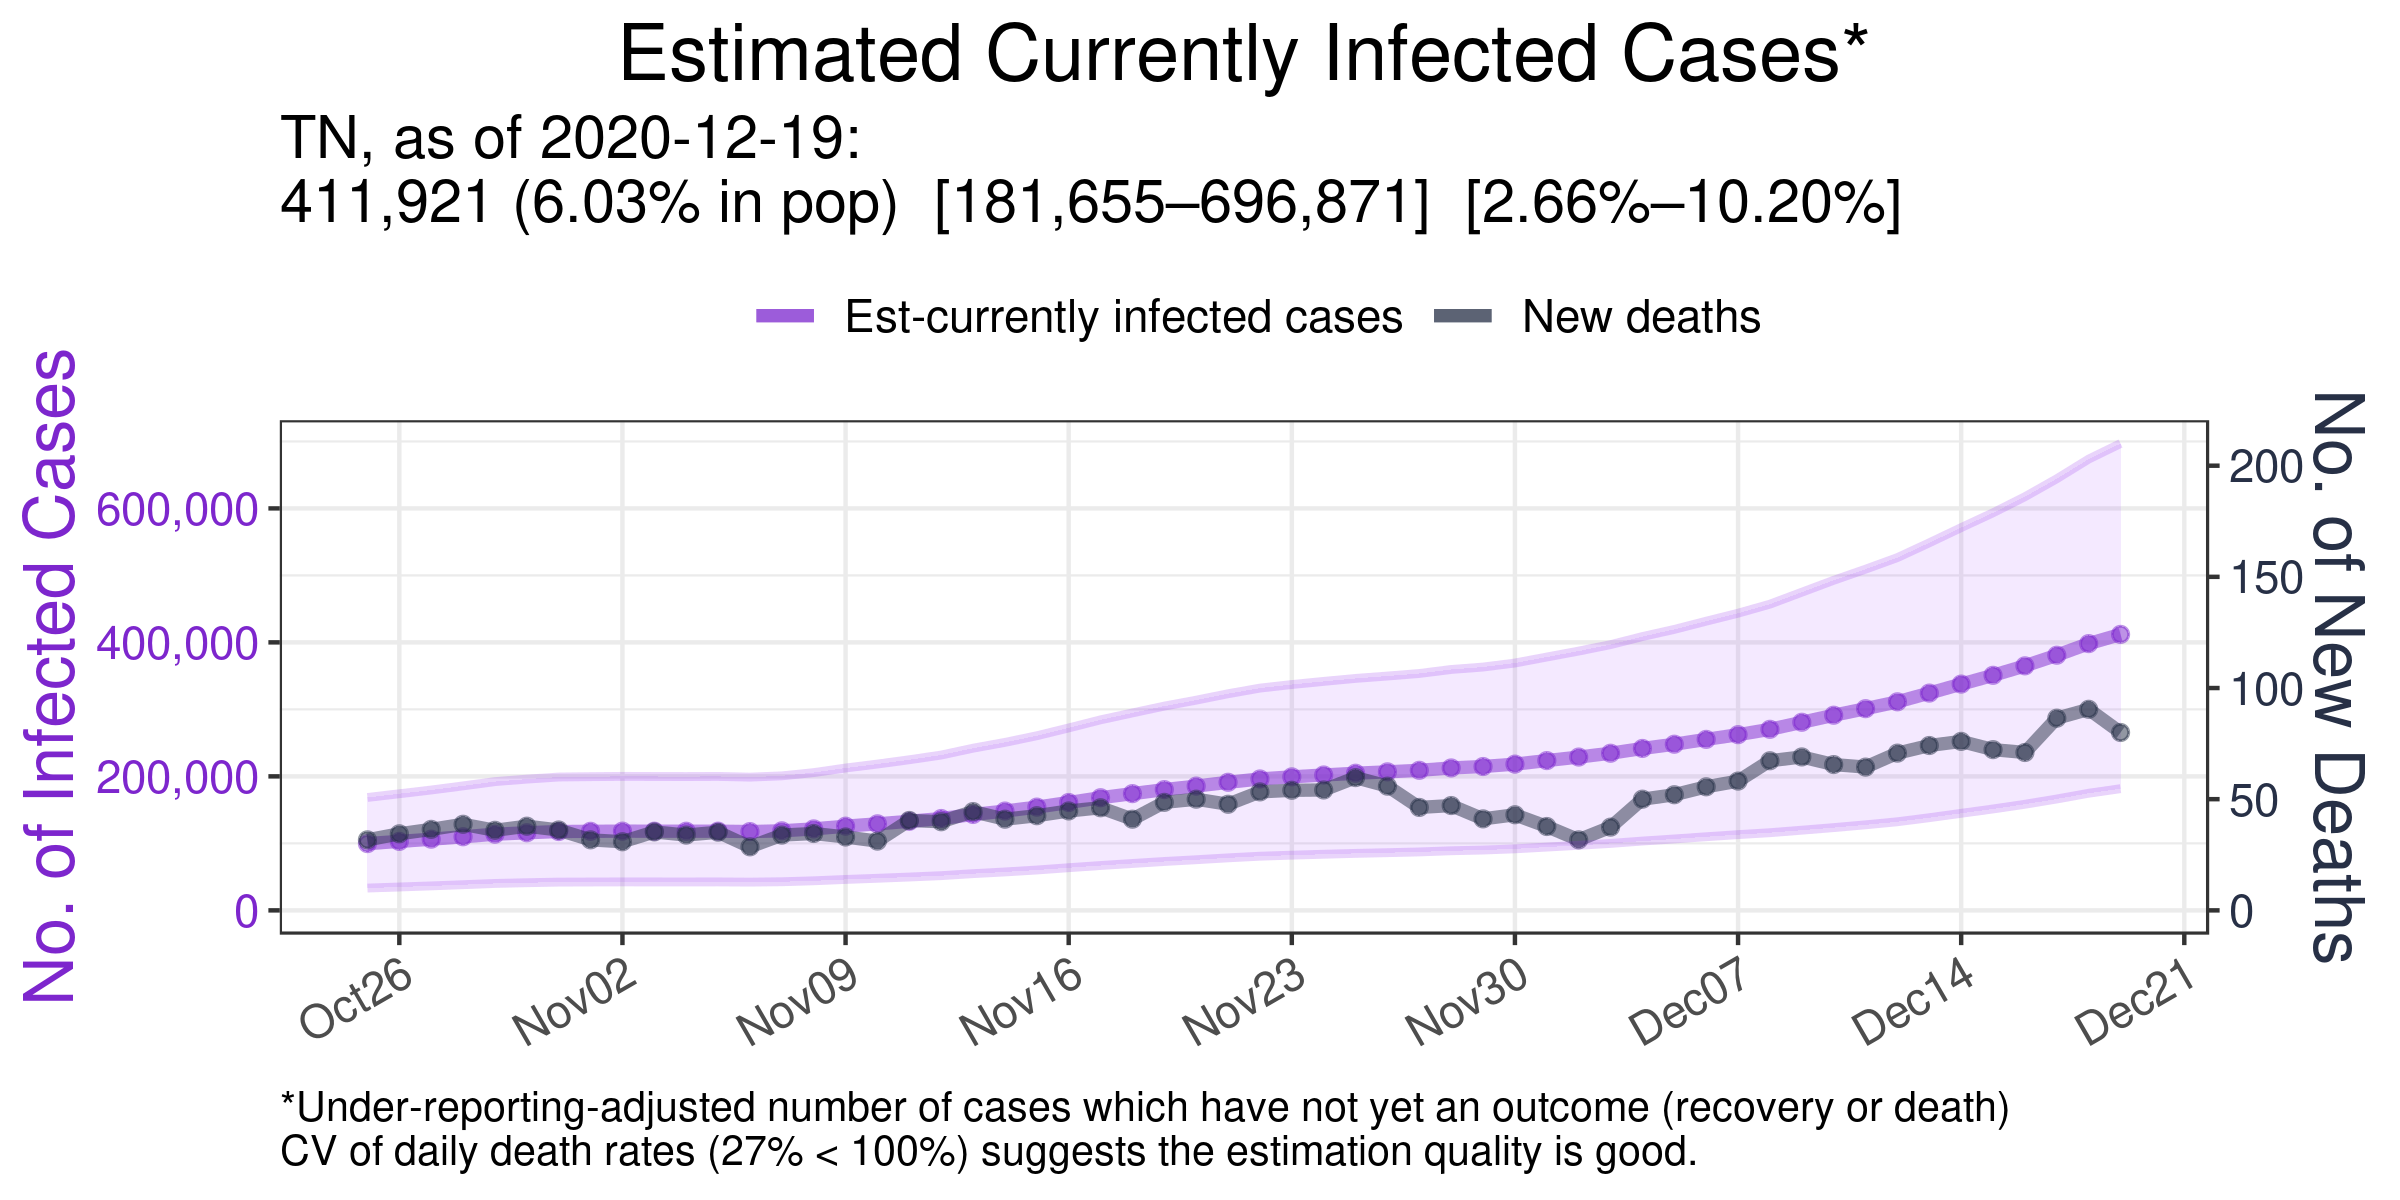 Estimated Currently Infected Cases*
TN, as of 2020-12-19:
411,921 (6.03% in pop)  [181,655–696,871]  [2.66%–10.20%]
Est-currently infected cases
New deaths
No. of Infected Cases
600,000
400,000
200,000
0
No. of New Deaths
200
150
100
50
0
Oct26
Nov02
Nov09
Nov16
Nov23
Nov30
Dec07
Dec14
Dec21
*Under-reporting-adjusted number of cases which have not yet an outcome (recovery or death)
CV of daily death rates (27% < 100%) suggests the estimation quality is good.